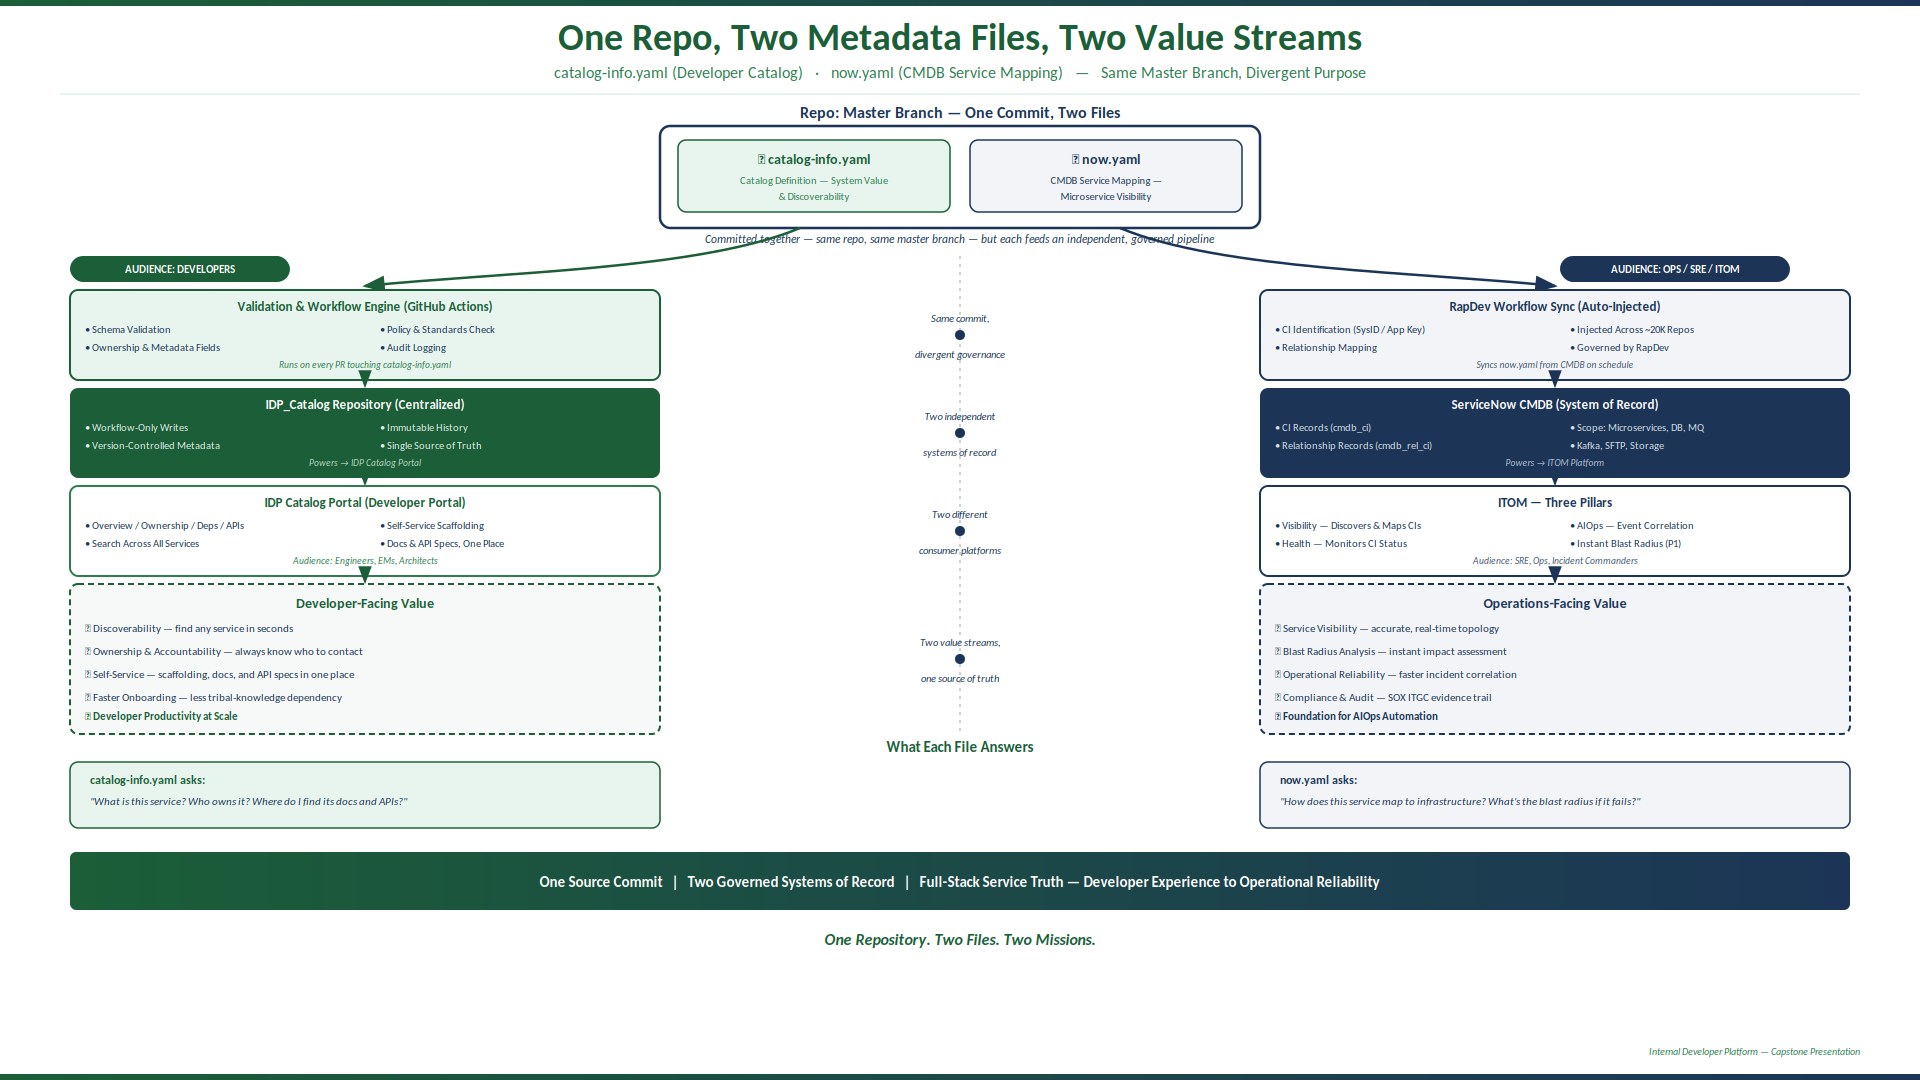 One Repo, Two Metadata Files, Two Value Streams
catalog-info.yaml (Developer Catalog) · now.yaml (CMDB Service Mapping) — Same Master Branch, Divergent Purpose
Repo: Master Branch — One Commit, Two Files
catalog-info.yaml
Catalog Definition — System Value
& Discoverability
now.yaml
CMDB Service Mapping —
Microservice Visibility
Committed together — same repo, same master branch — but each feeds an independent, governed pipeline
AUDIENCE: DEVELOPERS
Validation & Workflow Engine (GitHub Actions)
• Schema Validation
• Policy & Standards Check
• Ownership & Metadata Fields
• Audit Logging
Runs on every PR touching catalog-info.yaml
IDP_Catalog Repository (Centralized)
• Workflow-Only Writes
• Immutable History
• Version-Controlled Metadata
• Single Source of Truth
Powers → IDP Catalog Portal
IDP Catalog Portal (Developer Portal)
• Overview / Ownership / Deps / APIs
• Self-Service Scaffolding
• Search Across All Services
• Docs & API Specs, One Place
Audience: Engineers, EMs, Architects
Developer-Facing Value
Discoverability — find any service in seconds
Ownership & Accountability — always know who to contact
Self-Service — scaffolding, docs, and API specs in one place
Faster Onboarding — less tribal-knowledge dependency
Developer Productivity at Scale
Same commit,
divergent governance
Two independent
systems of record
Two different
consumer platforms
Two value streams,
one source of truth
AUDIENCE: OPS / SRE / ITOM
RapDev Workflow Sync (Auto-Injected)
• CI Identification (SysID / App Key)
• Injected Across ~20K Repos
• Relationship Mapping
• Governed by RapDev
Syncs now.yaml from CMDB on schedule
ServiceNow CMDB (System of Record)
• CI Records (cmdb_ci)
• Scope: Microservices, DB, MQ
• Relationship Records (cmdb_rel_ci)
• Kafka, SFTP, Storage
Powers → ITOM Platform
ITOM — Three Pillars
• Visibility — Discovers & Maps CIs
• AIOps — Event Correlation
• Health — Monitors CI Status
• Instant Blast Radius (P1)
Audience: SRE, Ops, Incident Commanders
Operations-Facing Value
Service Visibility — accurate, real-time topology
Blast Radius Analysis — instant impact assessment
Operational Reliability — faster incident correlation
Compliance & Audit — SOX ITGC evidence trail
Foundation for AIOps Automation
What Each File Answers
catalog-info.yaml asks:
"What is this service? Who owns it? Where do I find its docs and APIs?"
now.yaml asks:
"How does this service map to infrastructure? What's the blast radius if it fails?"
One Source Commit | Two Governed Systems of Record | Full-Stack Service Truth — Developer Experience to Operational Reliability
One Repository. Two Files. Two Missions.
Internal Developer Platform — Capstone Presentation